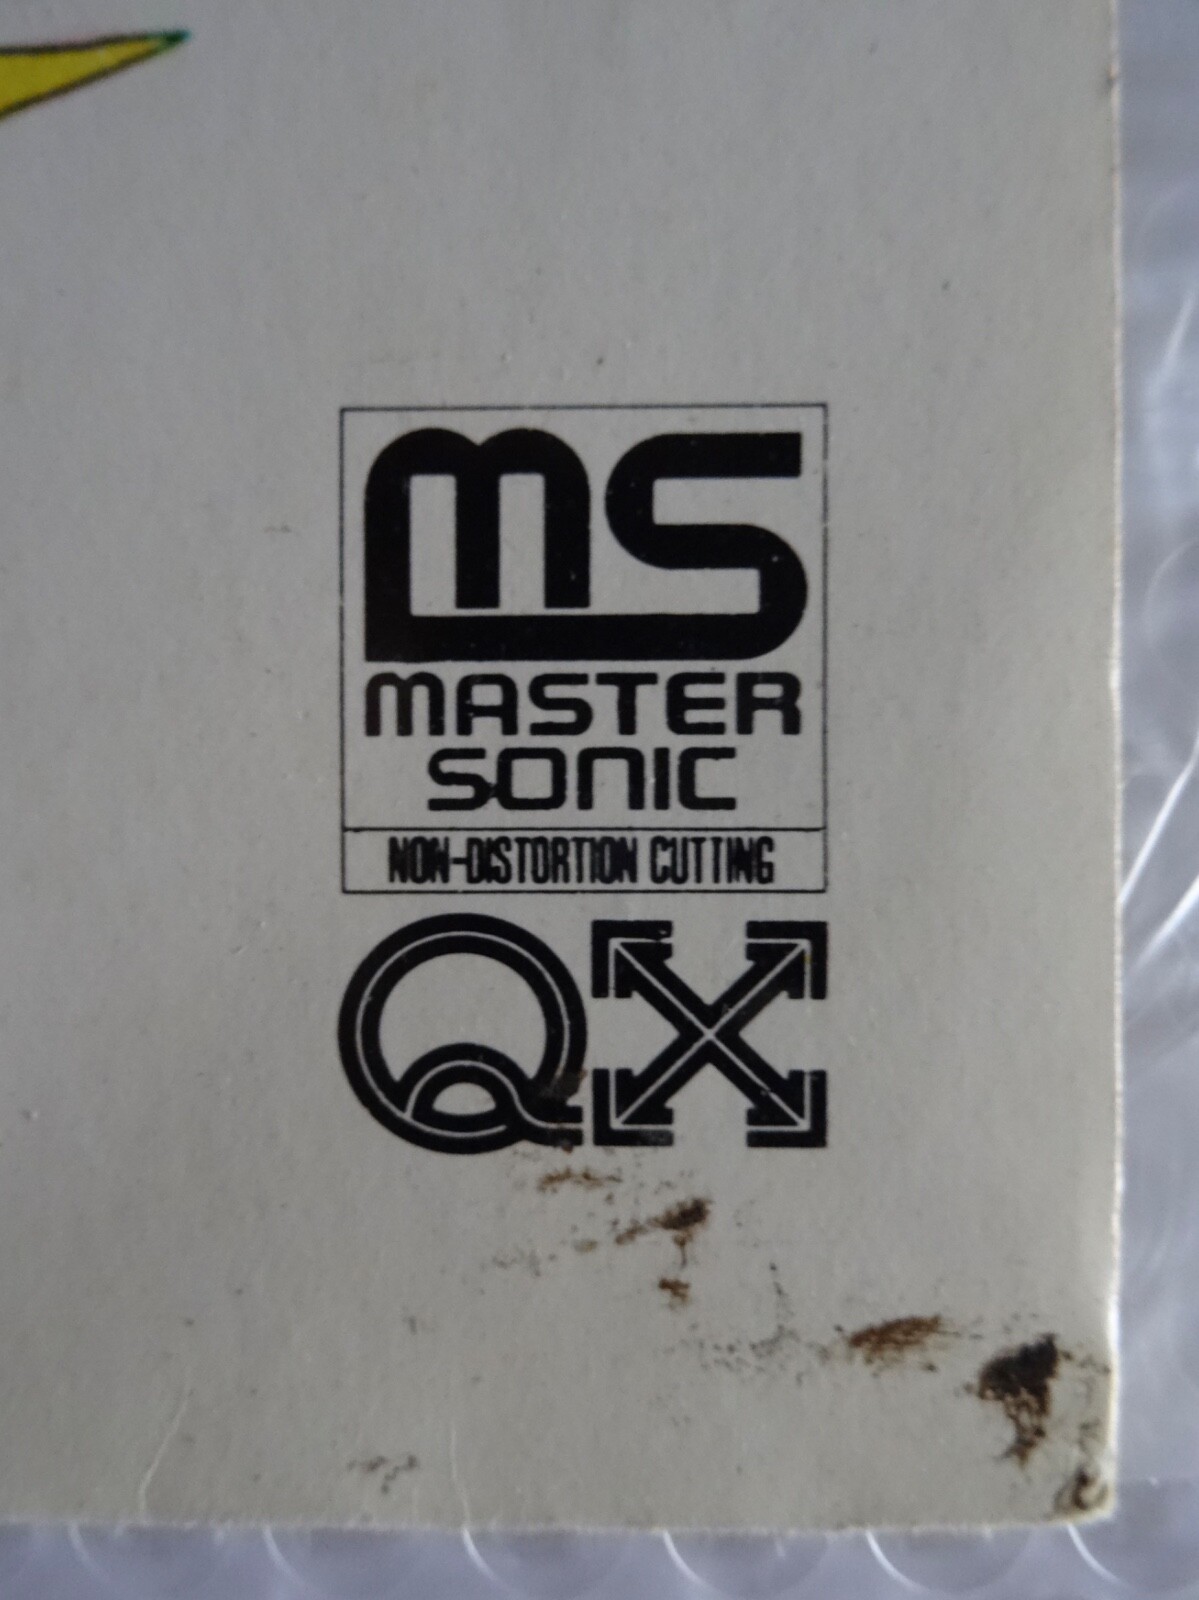 ms
MASTER
SONIC
NON-DISTORTION CUTTING
QX